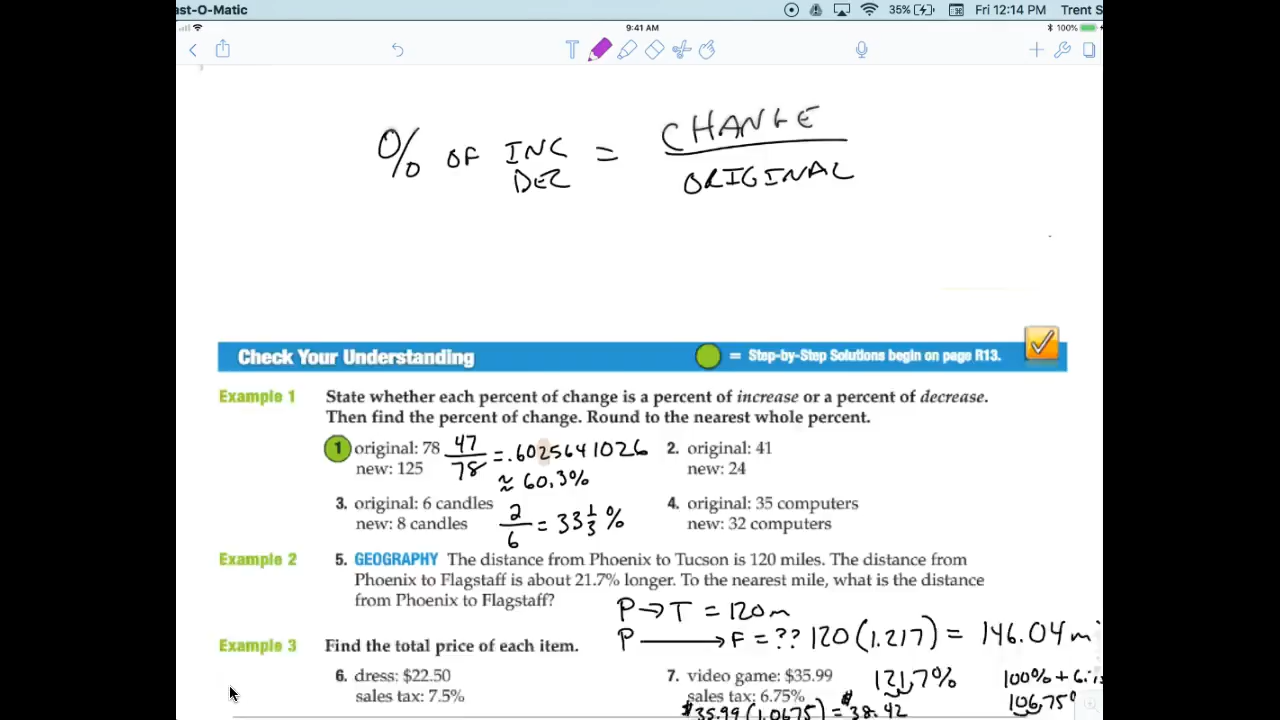 ast-O-Matic 35% Fri 12:14 PM Trent S
9:41 AM 100%
T
% OF INC = CHANGE
DEC ORIGINAL
Check Your Understanding = Step-by-Step Solutions begin on page R13.
Example 1 State whether each percent of change is a percent of increase or a percent of decrease.
Then find the percent of change. Round to the nearest whole percent.
1 original: 78 47/78 = .6025641026
new: 125 ≈ 60.3%
2. original: 41
new: 24
3. original: 6 candles
new: 8 candles 2/6 = 33 1/3 %
4. original: 35 computers
new: 32 computers
Example 2 5. GEOGRAPHY The distance from Phoenix to Tucson is 120 miles. The distance from
Phoenix to Flagstaff is about 21.7% longer. To the nearest mile, what is the distance
from Phoenix to Flagstaff?
P → T = 120m
P → F = ?? 120(1.217) = 146.04 m
Example 3 Find the total price of each item.
6. dress: $22.50
sales tax: 7.5%
7. video game: $35.99 121.7% 100% +
sales tax: 6.75% 106.75
$35.99(1.0675) = $38.42